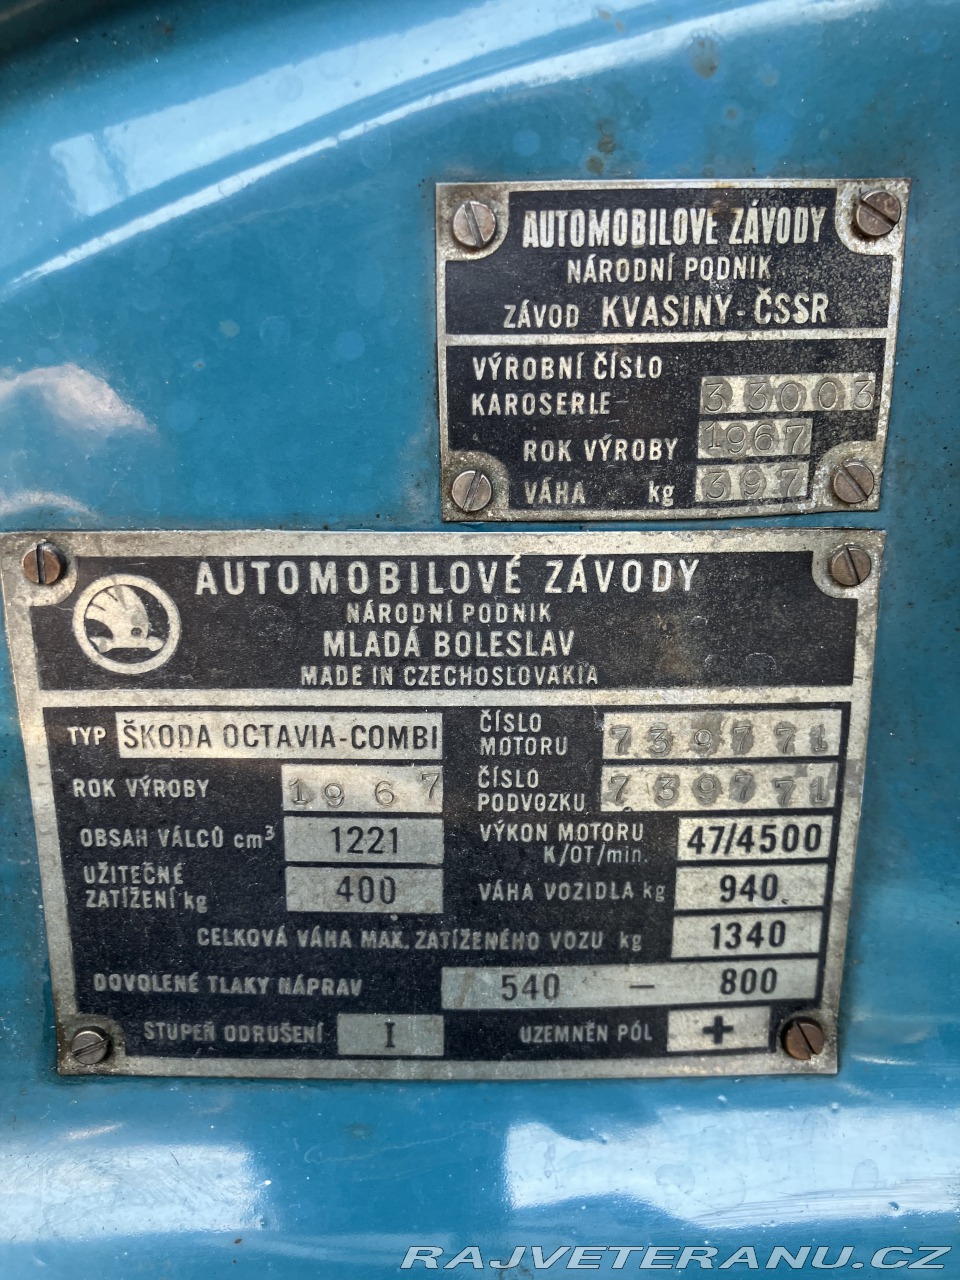 AUTOMOBILOVÉ ZÁVODY
NÁRODNÍ PODNIK
ZÁVOD KVASINY - ČSSR
VÝROBNÍ ČÍSLO
KAROSERIE 33003
ROK VÝROBY 1967
VÁHA kg 397
AUTOMOBILOVÉ ZÁVODY
NÁRODNÍ PODNIK
MLADÁ BOLESLAV
MADE IN CZECHOSLOVAKIA
TYP ŠKODA OCTAVIA-COMBI
ČÍSLO
MOTORU 739771
ROK VÝROBY 1967
ČÍSLO
PODVOZKU 739771
OBSAH VÁLCŮ cm³ 1221
VÝKON MOTORU
K/OT/min. 47/4500
UŽITEČNÉ
ZATÍŽENÍ kg 400
VÁHA VOZIDLA kg 940
CELKOVÁ VÁHA MAX. ZATÍŽENÉHO VOZU kg 1340
DOVOLENÉ TLAKY NÁPRAV 540 – 800
STUPEŇ ODRUŠENÍ I
UZEMNĚN PÓL +
RAJVETERANU.CZ